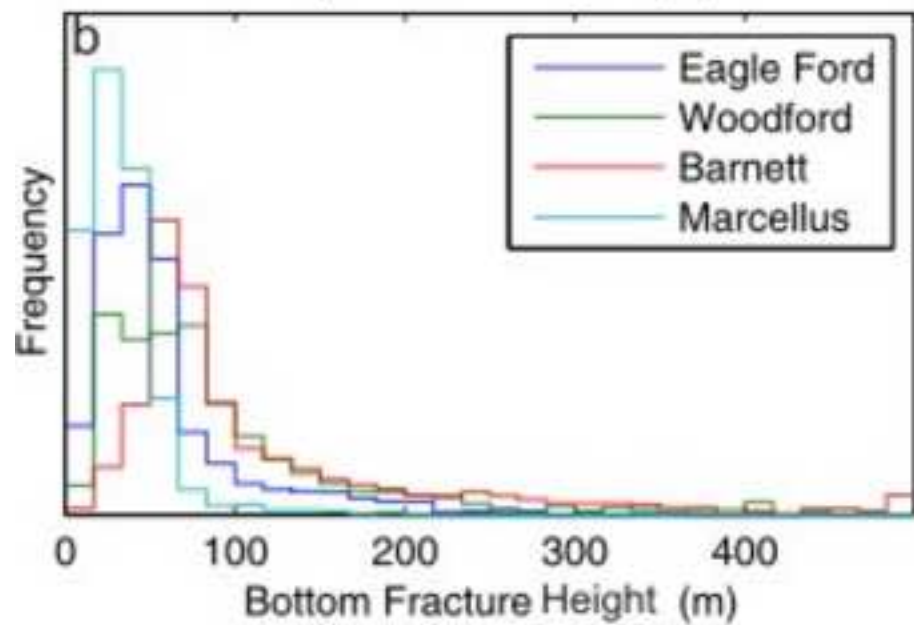 b
Eagle Ford
Woodford
Barnett
Marcellus
Frequency
0 100 200 300 400
Bottom Fracture Height (m)